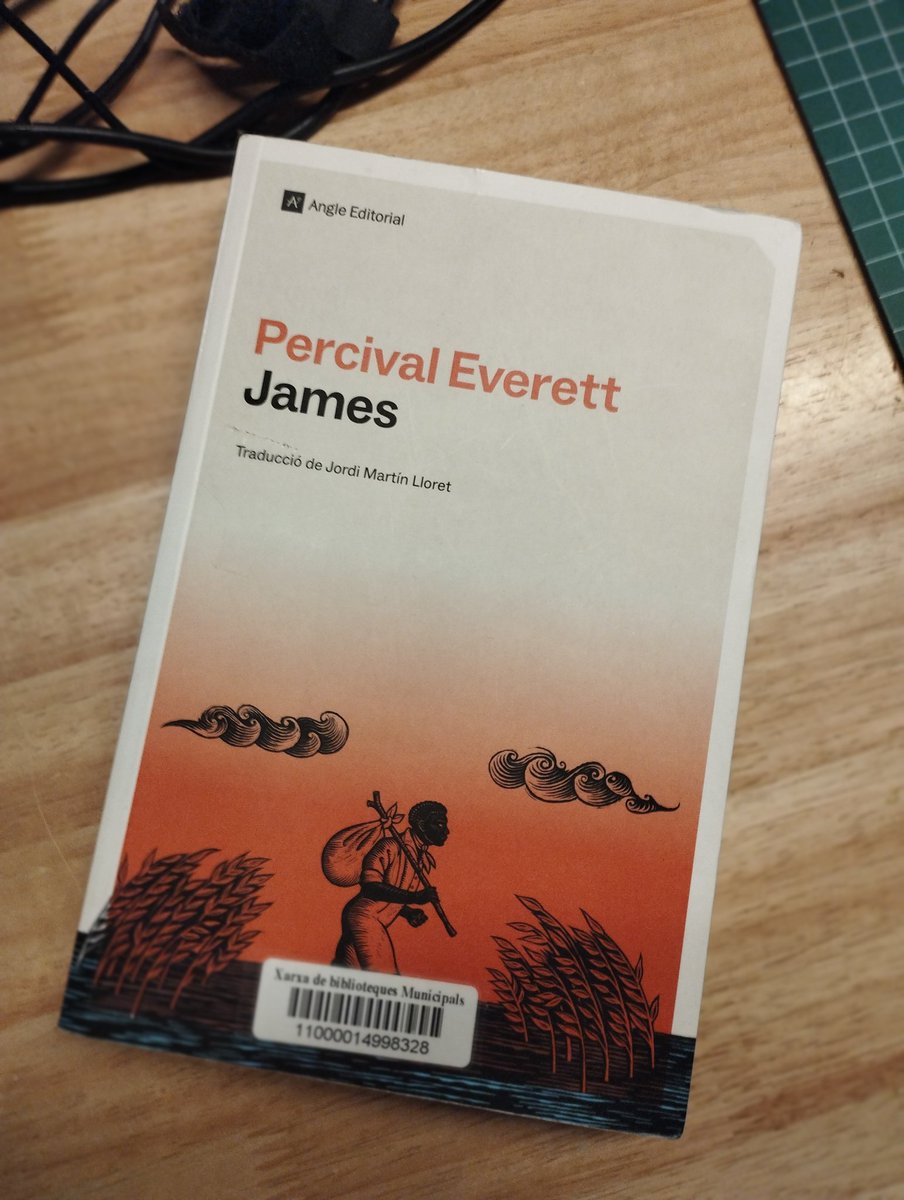 Angle Editorial
Percival Everett
James
Traducció de Jordi Martín Lloret
Xarxa de biblioteques Municipals
11000014998328